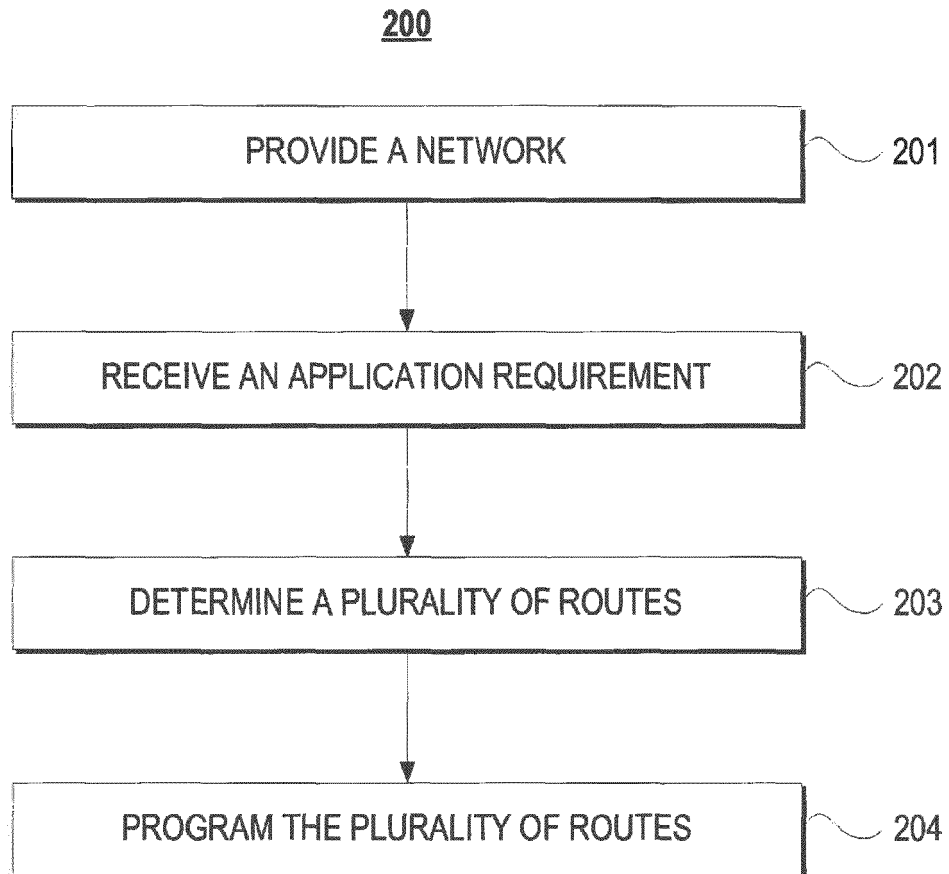 200
PROVIDE A NETWORK
201
RECEIVE AN APPLICATION REQUIREMENT
202
DETERMINE A PLURALITY OF ROUTES
203
PROGRAM THE PLURALITY OF ROUTES
204